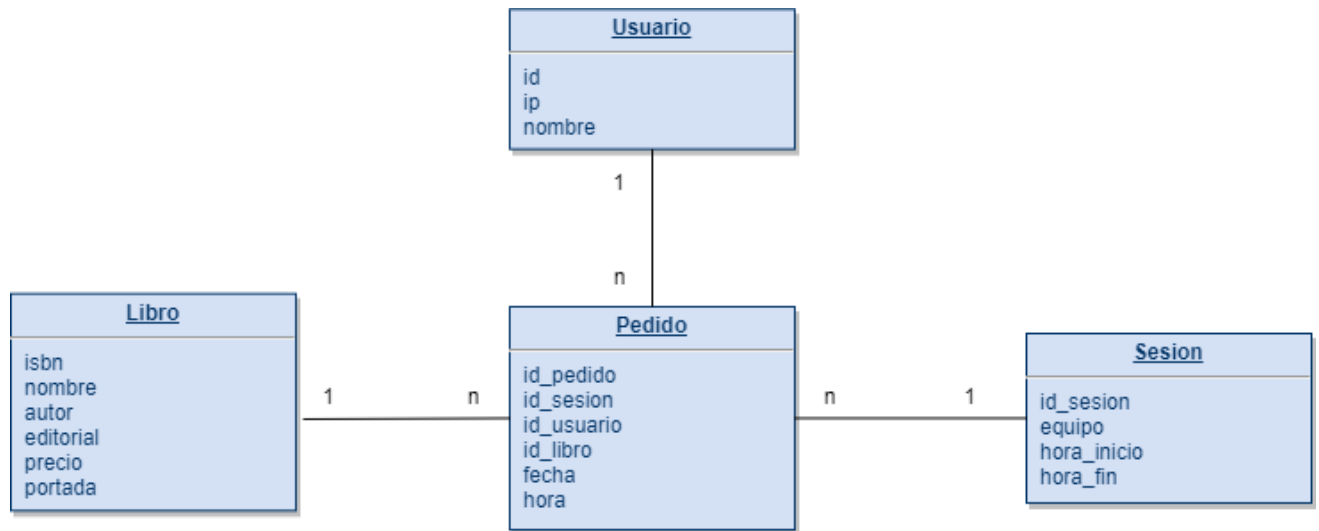 Usuario
id
ip
nombre
1
n
Libro
isbn
nombre
autor
editorial
precio
portada
1
n
Pedido
id_pedido
id_sesion
id_usuario
id_libro
fecha
hora
n
1
Sesion
id_sesion
equipo
hora_inicio
hora_fin